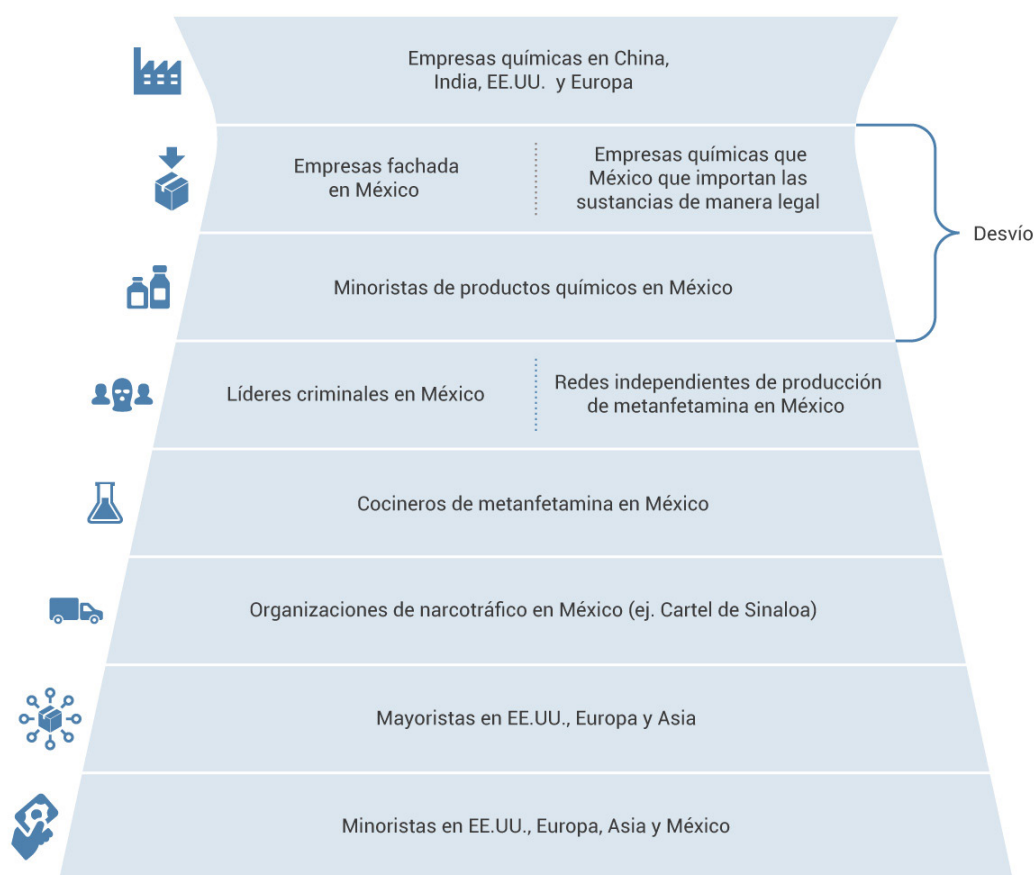 Empresas químicas en China,
India, EE.UU. y Europa
Empresas fachada
en México
Empresas químicas que
México que importan las
sustancias de manera legal
Desvío
Minoristas de productos químicos en México
Líderes criminales en México
Redes independientes de producción
de metanfetamina en México
Cocineros de metanfetamina en México
Organizaciones de narcotráfico en México (ej. Cartel de Sinaloa)
Mayoristas en EE.UU., Europa y Asia
Minoristas en EE.UU., Europa, Asia y México